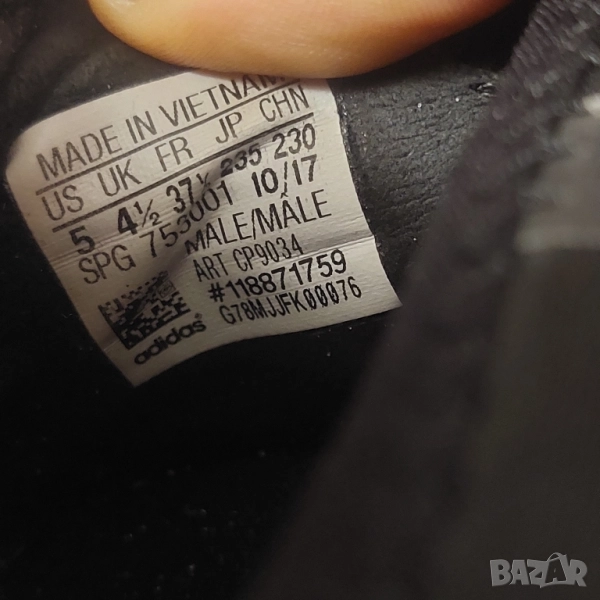 MADE IN VIETNAM
US UK FR JP CHN
5 4½ 37⅓ 235 230
SPG 753001 10/17
MALE/MÂLE
ART CP9034
#118871759
G78MJJFK00076
adidas
BAZAR